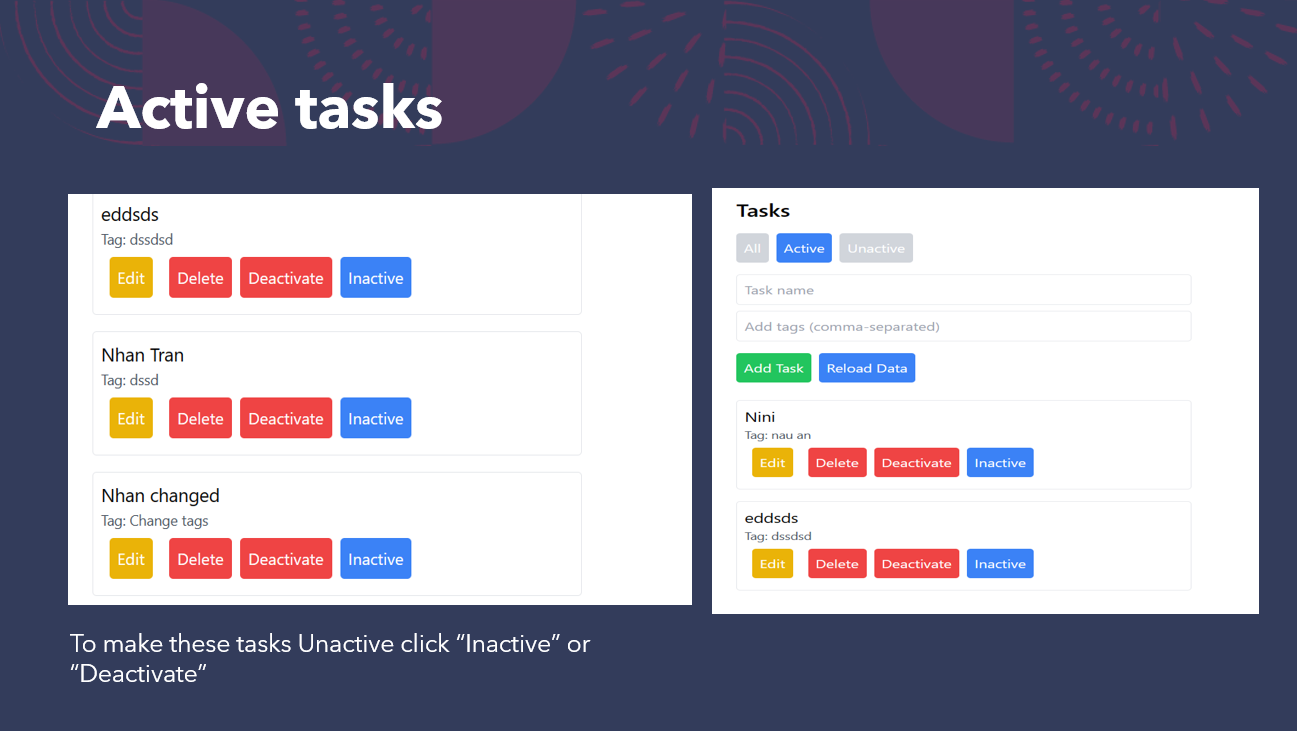 Active tasks
eddsds
Tag: dssdsd
Edit Delete Deactivate Inactive
Nhan Tran
Tag: dssd
Edit Delete Deactivate Inactive
Nhan changed
Tag: Change tags
Edit Delete Deactivate Inactive
To make these tasks Unactive click “Inactive” or
“Deactivate”
Tasks
All Active Unactive
Task name
Add tags (comma-separated)
Add Task Reload Data
Nini
Tag: nau an
Edit Delete Deactivate Inactive
eddsds
Tag: dssdsd
Edit Delete Deactivate Inactive